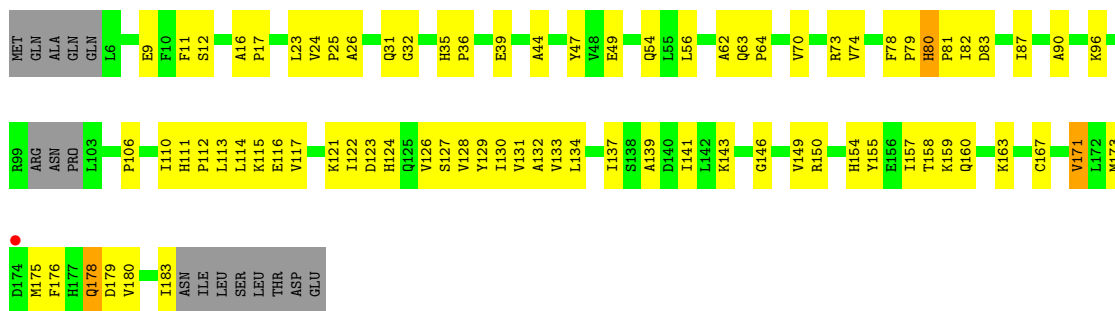 MET GLN ALA GLN GLN L6 E9 F10 F11 S12 A16 P17 L23 V24 P25 A26 Q31 G32 H35 P36 E39 A44 Y47 V48 E49 Q54 L55 L56 A62 Q63 P64 V70 R73 V74 F78 P79 H80 P81 I82 D83 I87 A90 K96
R99 ARG ASN PRO L103 P106 I110 H111 P112 L113 L114 K115 E116 V117 K121 I122 D123 H124 Q125 V126 S127 V128 Y129 I130 V131 A132 V133 L134 I137 S138 A139 D140 I141 L142 K143 G146 V149 R150 H154 Y155 E156 I157 T158 K159 Q160 K163 C167 V171 L172 M173
D174 M175 F176 H177 Q178 D179 V180 I183 ASN ILE LEU SER LEU THR ASP GLU